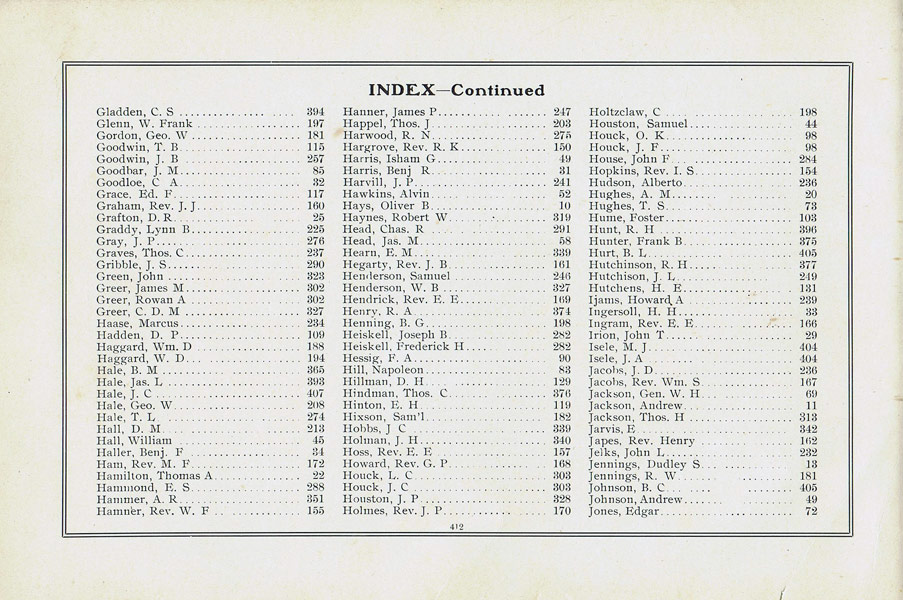 INDEX—Continued
Gladden, C. S ............... 394
Glenn, W. Frank ............... 197
Gordon, Geo. W ............... 181
Goodwin, T. B ............... 115
Goodwin, J. B ............... 257
Goodbar, J. M ............... 85
Goodloe, C A ............... 32
Grace. Ed. F ............... 117
Graham, Rev. J. J ............... 160
Grafton, D. R ............... 25
Graddy, Lynn B ............... 225
Gray, J. P ............... 276
Graves, Thos. C ............... 237
Gribble, J. S ............... 290
Green, John ............... 323
Greer, James M ............... 302
Greer, Rowan A ............... 302
Greer, C. D. M ............... 327
Haase, Marcus ............... 234
Hadden, D. P ............... 109
Haggard, Wm. D ............... 188
Haggard, W. D ............... 194
Hale, B. M ............... 365
Hale, Jas. L ............... 393
Hale, J. C ............... 407
Hale, Geo. W ............... 208
Hale, T. L ............... 274
Hall, D. M ............... 213
Hall, William ............... 45
Haller, Benj. F ............... 34
Ham, Rev. M. F ............... 172
Hamilton, Thomas A ............... 22
Hammond, E. S ............... 288
Hammer, A. R ............... 351
Hamner, Rev. W. F ............... 155
Hanner, James P ............... 247
Happel, Thos. J ............... 203
Harwood, R. N ............... 275
Hargrove, Rev. R. K ............... 150
Harris, Isham G ............... 49
Harris, Benj R ............... 31
Harvill, J. P ............... 241
Hawkins, Alvin ............... 52
Hays, Oliver B ............... 10
Haynes, Robert W ............... 319
Head, Chas. R ............... 291
Head, Jas. M ............... 58
Hearn, E. M ............... 339
Hegarty, Rev. J. B ............... 161
Henderson, Samuel ............... 246
Henderson, W. B ............... 327
Hendrick, Rev. E. E ............... 169
Henry, R. A ............... 374
Henning, B. G ............... 198
Heiskell, Joseph B ............... 282
Heiskell, Frederick H ............... 282
Hessig, F. A ............... 90
Hill, Napoleon ............... 83
Hillman, D. H ............... 129
Hindman, Thos. C ............... 376
Hinton, E. H ............... 119
Hixson, Sam'l ............... 182
Hobbs, J C ............... 339
Holman, J. H ............... 340
Hoss, Rev. E. E ............... 157
Howard, Rev. G. P ............... 168
Houck, L. C ............... 303
Houck, J. C ............... 303
Houston, J. P ............... 328
Holmes, Rev. J. P ............... 170
Holtzclaw, C ............... 198
Houston, Samuel ............... 44
Houck, O. K ............... 98
Houck, J. F ............... 98
House, John F ............... 284
Hopkins, Rev. I. S ............... 154
Hudson, Alberto ............... 236
Hughes, A. M ............... 20
Hughes, T. S ............... 73
Hume, Foster ............... 103
Hunt, R. H ............... 396
Hunter, Frank B ............... 375
Hurt, B. L ............... 405
Hutchinson, R. H ............... 377
Hutchison, J. L ............... 249
Hutchens, H. E ............... 131
Ijams, Howard A ............... 239
Ingersoll, H. H ............... 33
Ingram, Rev. E. E ............... 166
Irion, John T ............... 29
Isele, M. J ............... 404
Isele, J. A ............... 404
Jacobs, J. D ............... 236
Jacobs, Rev. Wm. S ............... 167
Jackson, Gen. W. H ............... 69
Jackson, Andrew ............... 11
Jackson, Thos. H ............... 313
Jarvis, E ............... 342
Japes, Rev. Henry ............... 162
Jelks, John L ............... 232
Jennings, Dudley S ............... 13
Jennings, R. W ............... 181
Johnson, B. C ............... 405
Johnson, Andrew ............... 49
Jones, Edgar ............... 72
412